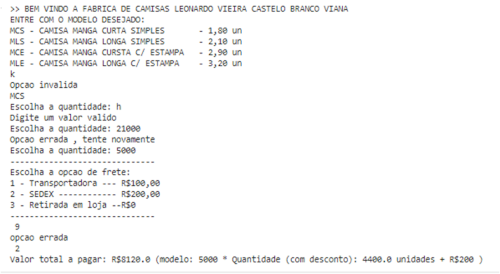 >> BEM VINDO A FABRICA DE CAMISAS LEONARDO VIEIRA CASTELO BRANCO VIANA
ENTRE COM O MODELO DESEJADO:
MCS - CAMISA MANGA CURTA SIMPLES - 1,80 un
MLS - CAMISA MANGA LONGA SIMPLES - 2,10 un
MCE - CAMISA MANGA CURSTA C/ ESTAMPA - 2,90 un
MLE - CAMISA MANGA LONGA C/ ESTAMPA - 3,20 un
k
Opcao invalida
MCS
Escolha a quantidade: h
Digite um valor valido
Escolha a quantidade: 21000
Opcao errada , tente novamente
Escolha a quantidade: 5000
----------------------------
Escolha a opcao de frete:
1 - Transportadora --- R$100,00
2 - SEDEX ------------ R$200,00
3 - Retirada em loja --R$0
----------------------------
9
opcao errada
2
Valor total a pagar: R$8120.0 (modelo: 5000 * Quantidade (com desconto): 4400.0 unidades + R$200 )